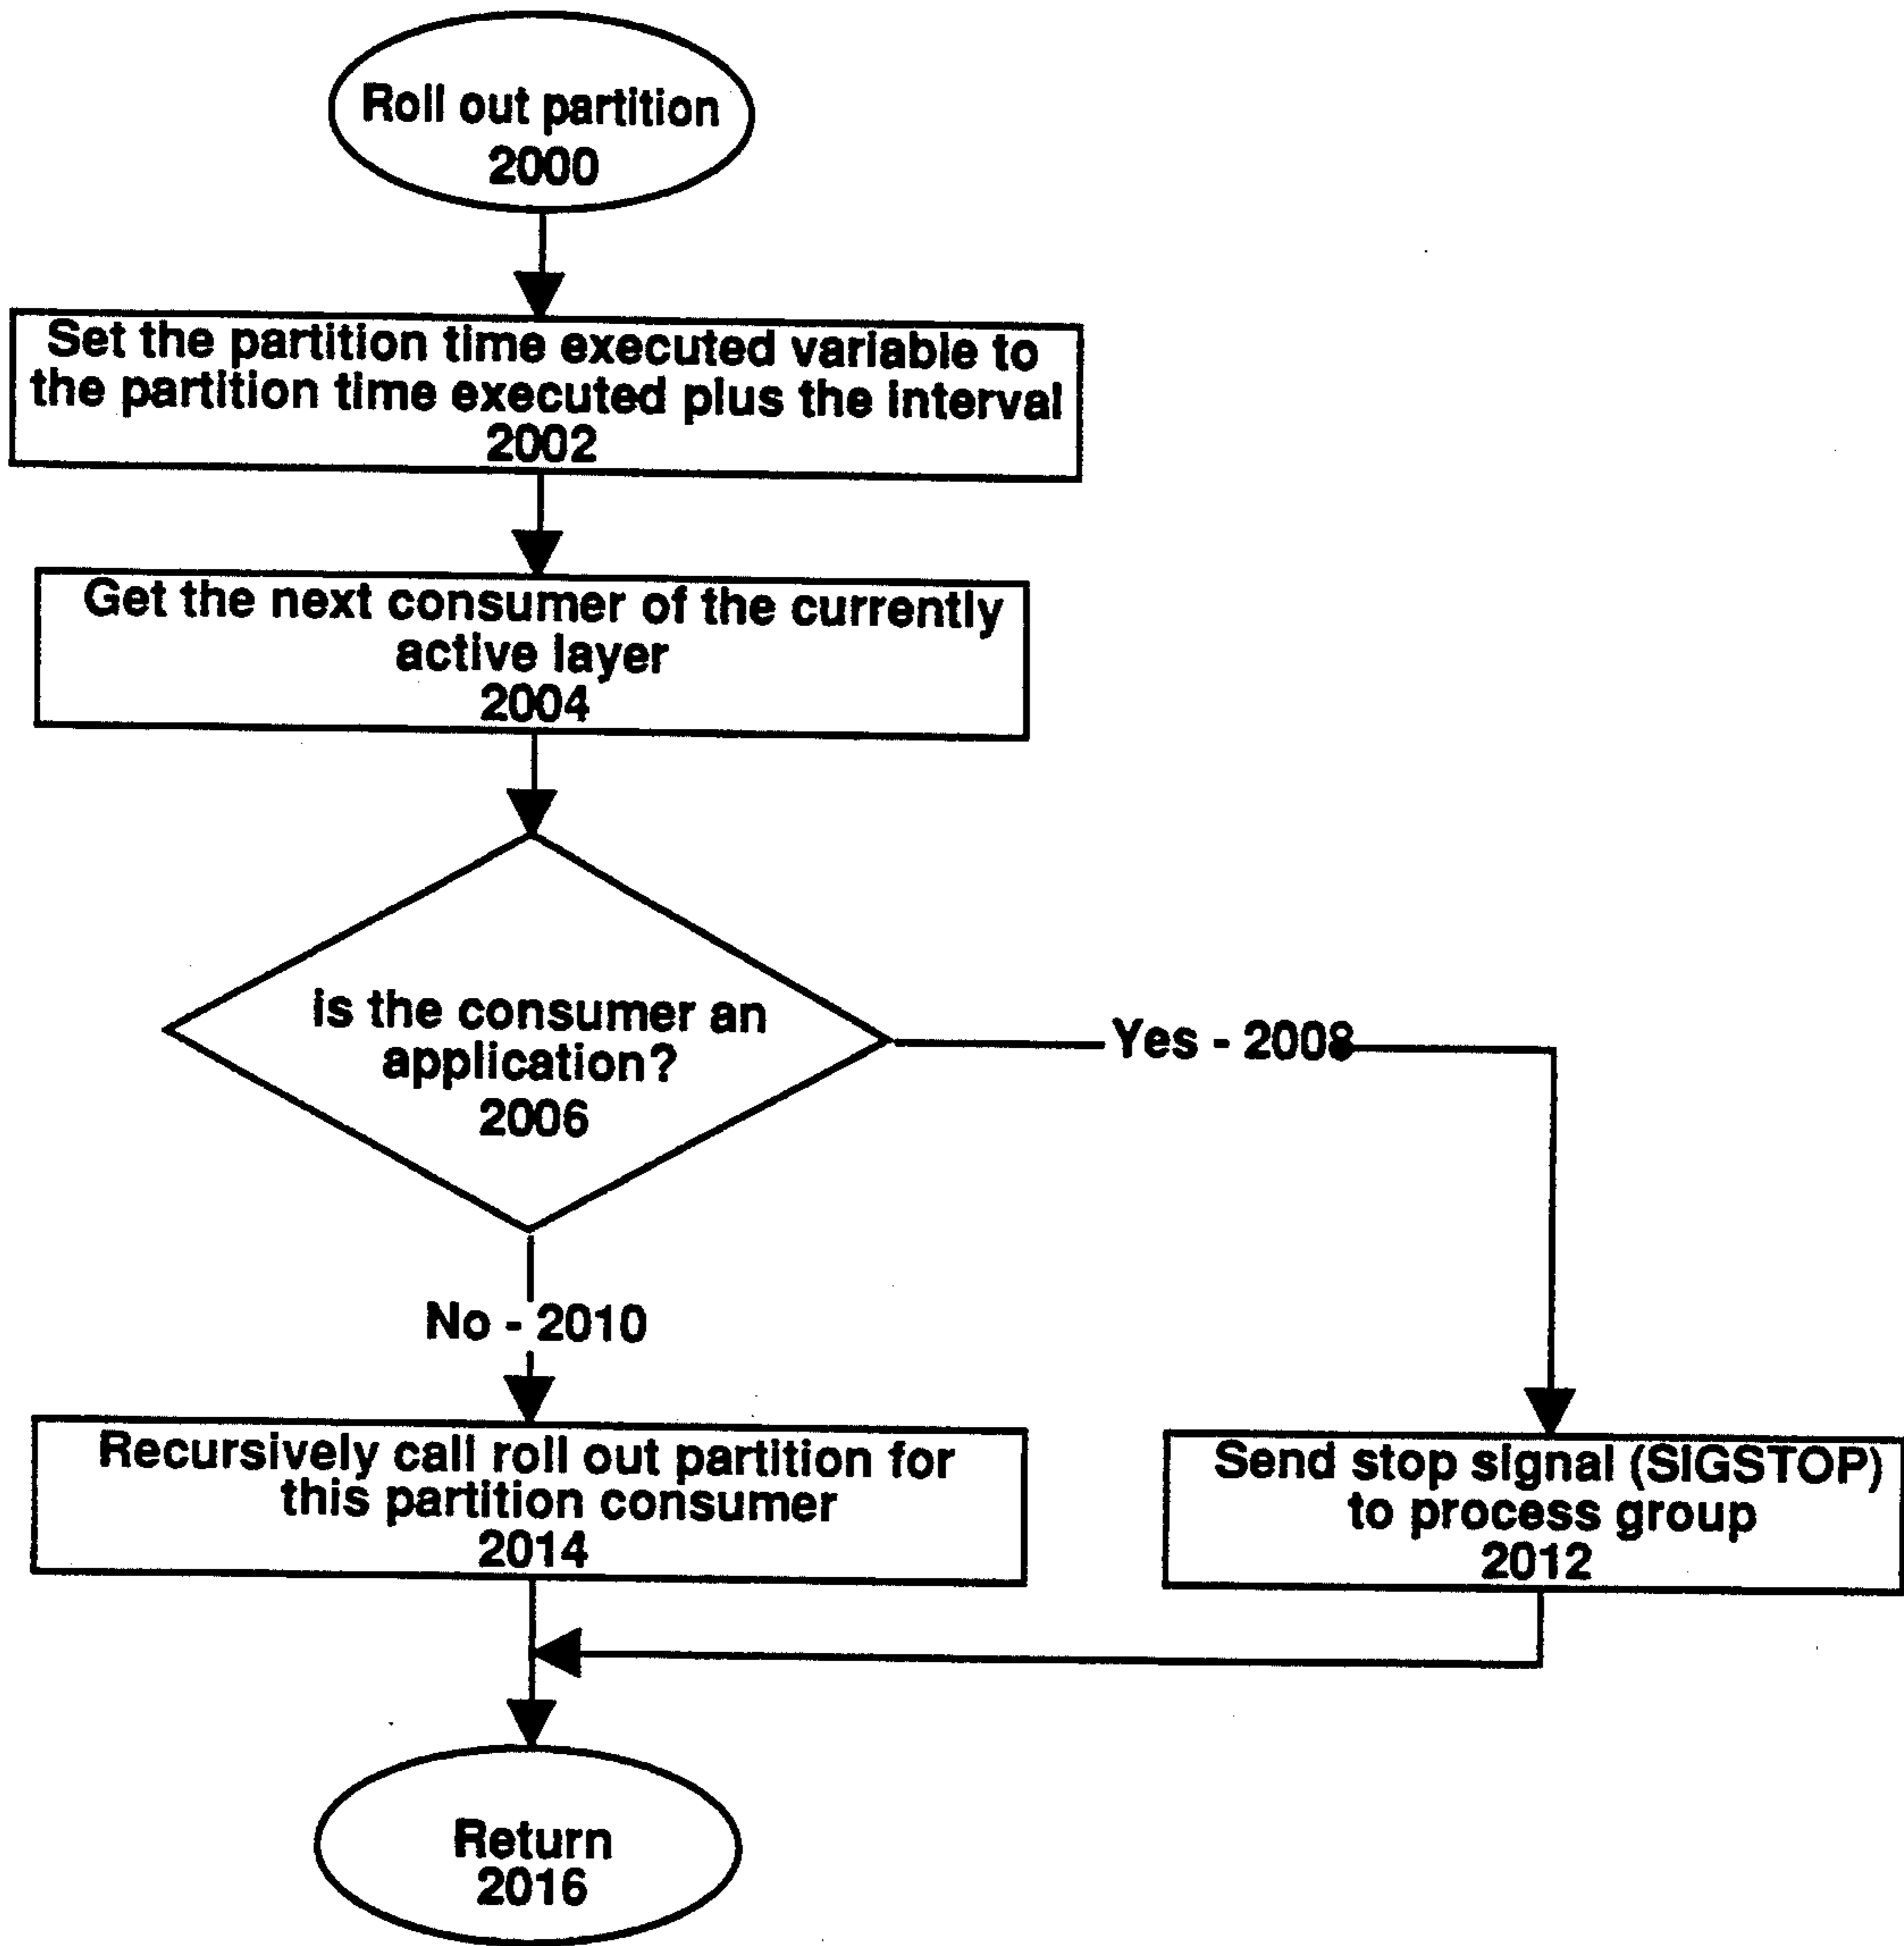 Roll out partition
2000
Set the partition time executed variable to
the partition time executed plus the interval
2002
Get the next consumer of the currently
active layer
2004
is the consumer an
application?
2006
Yes - 2008
No - 2010
Recursively call roll out partition for
this partition consumer
2014
Send stop signal (SIGSTOP)
to process group
2012
Return
2016